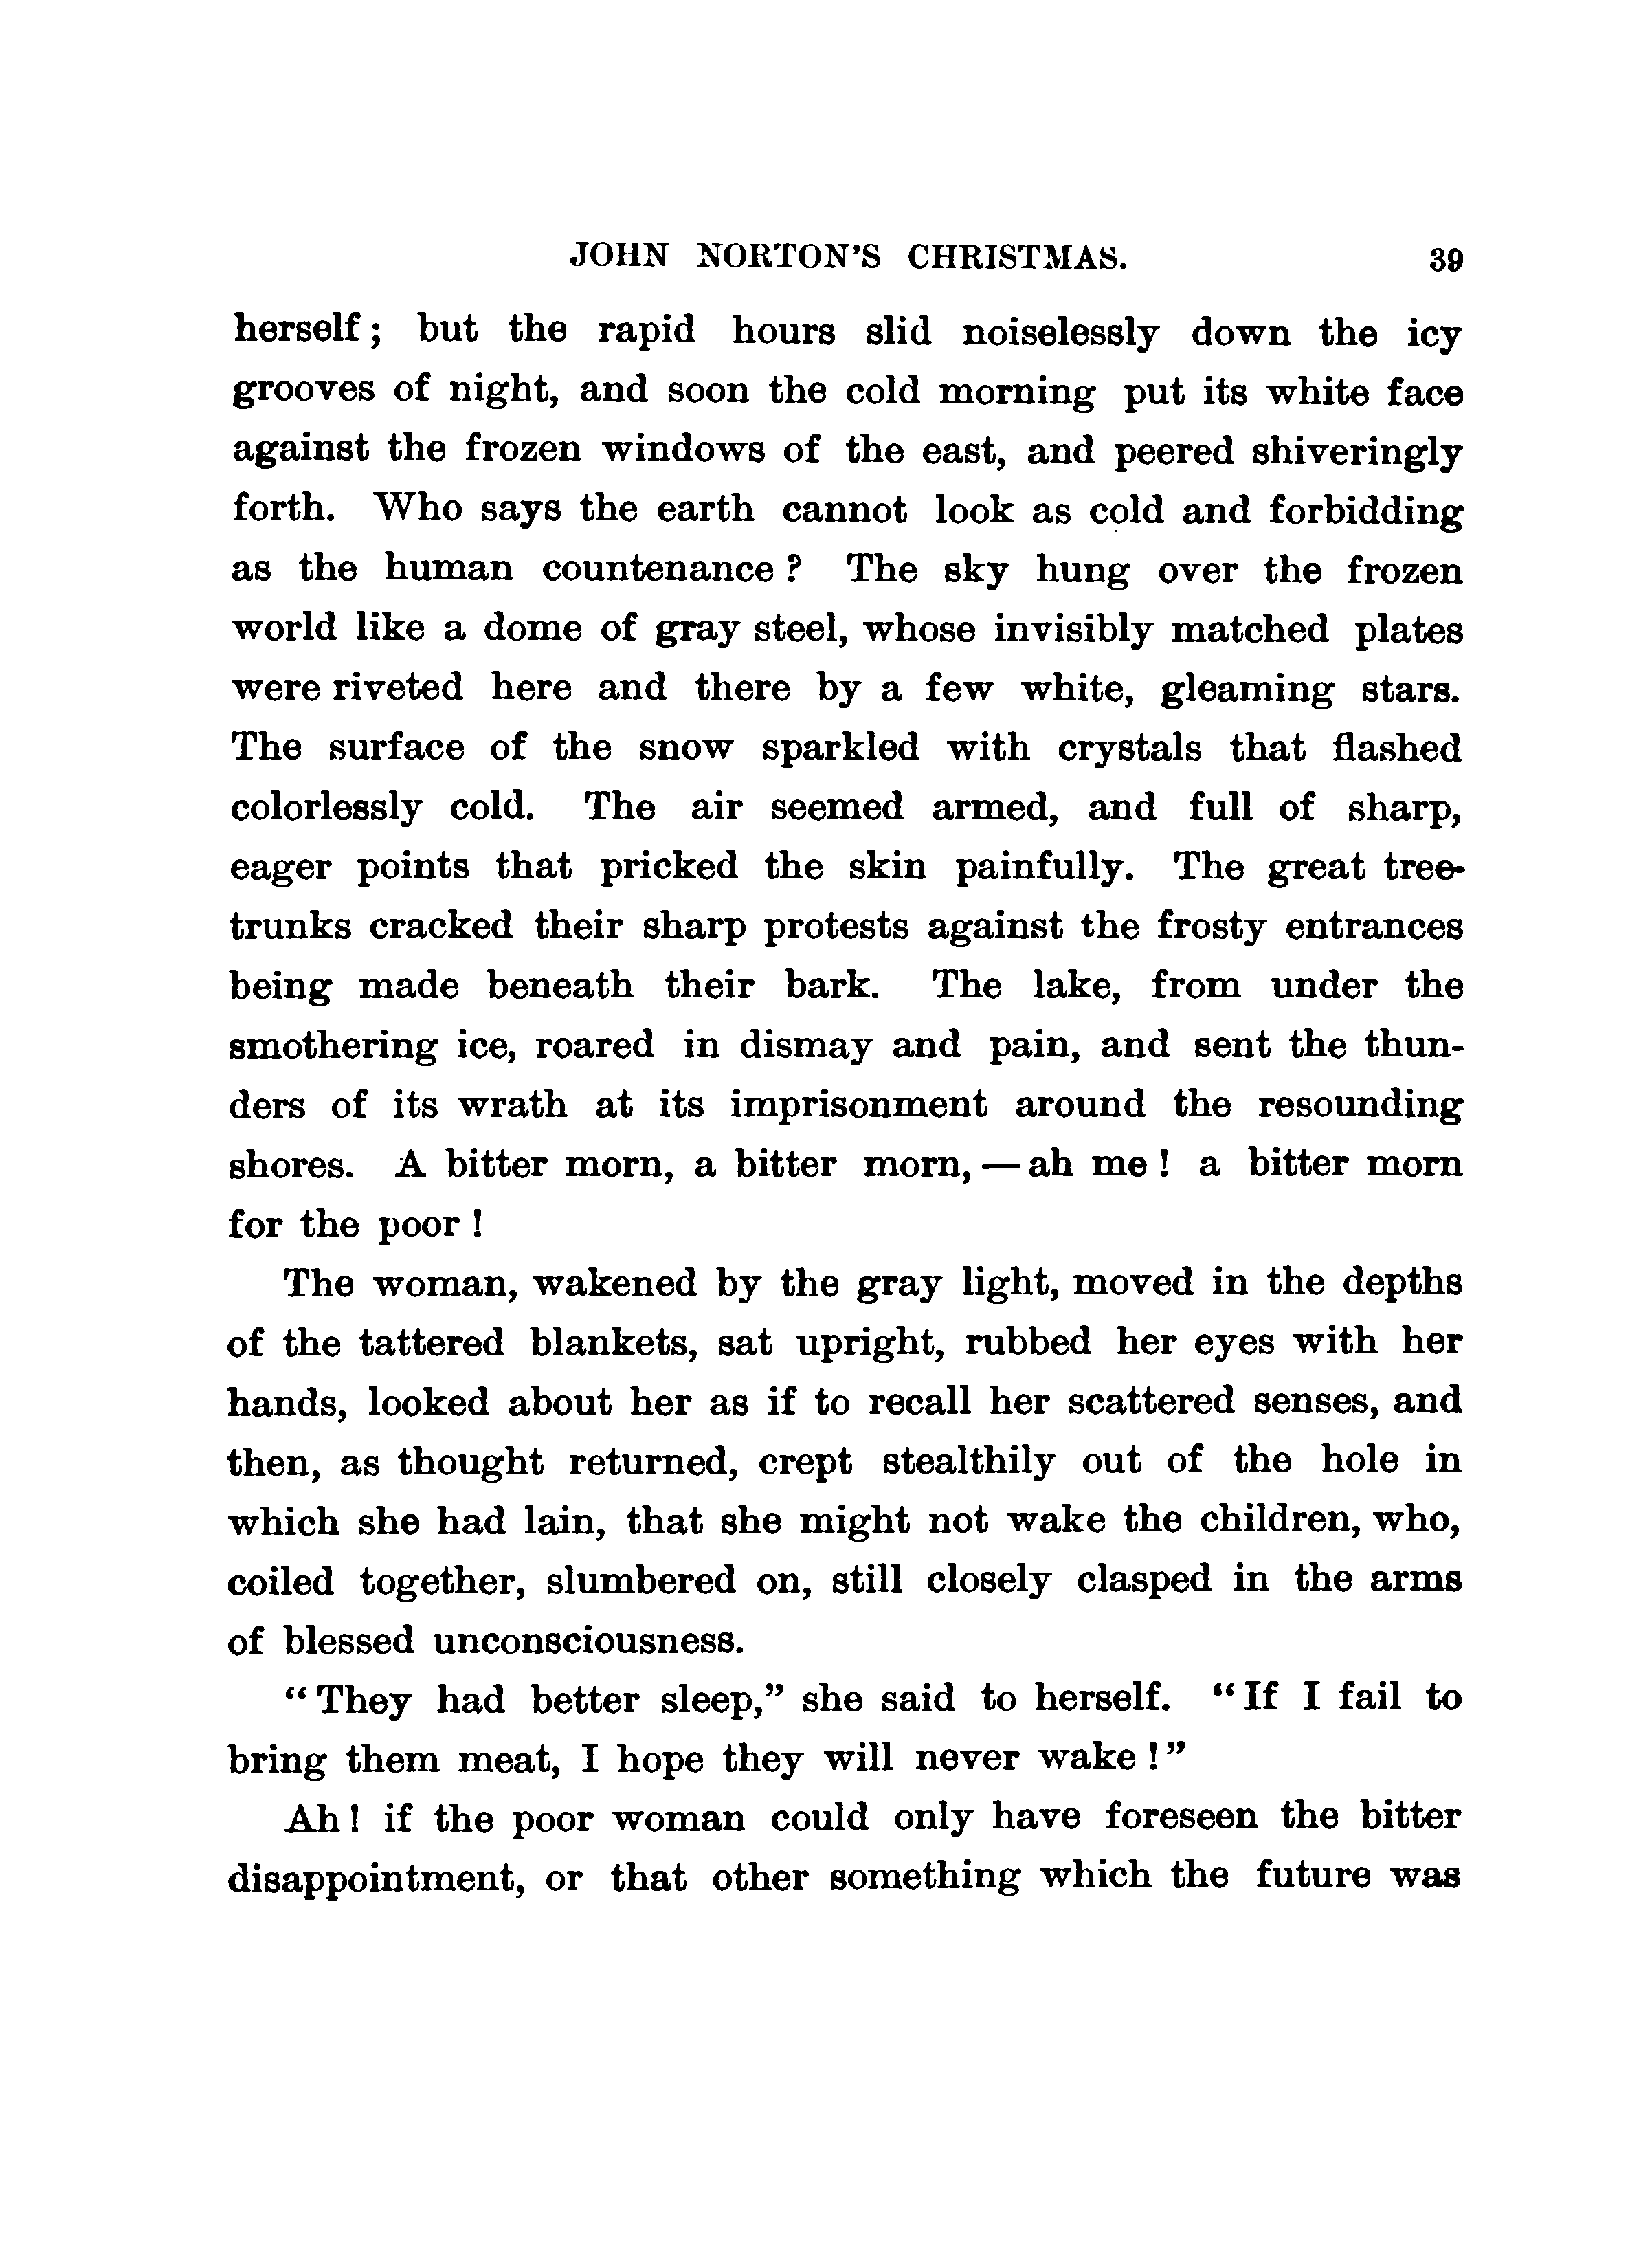 JOHN NORTON'S CHRISTMAS. 39
herself; but the rapid hours slid noiselessly down the icy
grooves of night, and soon the cold morning put its white face
against the frozen windows of the east, and peered shiveringly
forth. Who says the earth cannot look as cold and forbidding
as the human countenance? The sky hung over the frozen
world like a dome of gray steel, whose invisibly matched plates
were riveted here and there by a few white, gleaming stars.
The surface of the snow sparkled with crystals that flashed
colorlessly cold. The air seemed armed, and full of sharp,
eager points that pricked the skin painfully. The great tree-
trunks cracked their sharp protests against the frosty entrances
being made beneath their bark. The lake, from under the
smothering ice, roared in dismay and pain, and sent the thun-
ders of its wrath at its imprisonment around the resounding
shores. A bitter morn, a bitter morn, — ah me! a bitter morn
for the poor!
The woman, wakened by the gray light, moved in the depths
of the tattered blankets, sat upright, rubbed her eyes with her
hands, looked about her as if to recall her scattered senses, and
then, as thought returned, crept stealthily out of the hole in
which she had lain, that she might not wake the children, who,
coiled together, slumbered on, still closely clasped in the arms
of blessed unconsciousness.
“They had better sleep,” she said to herself. “If I fail to
bring them meat, I hope they will never wake!”
Ah! if the poor woman could only have foreseen the bitter
disappointment, or that other something which the future was